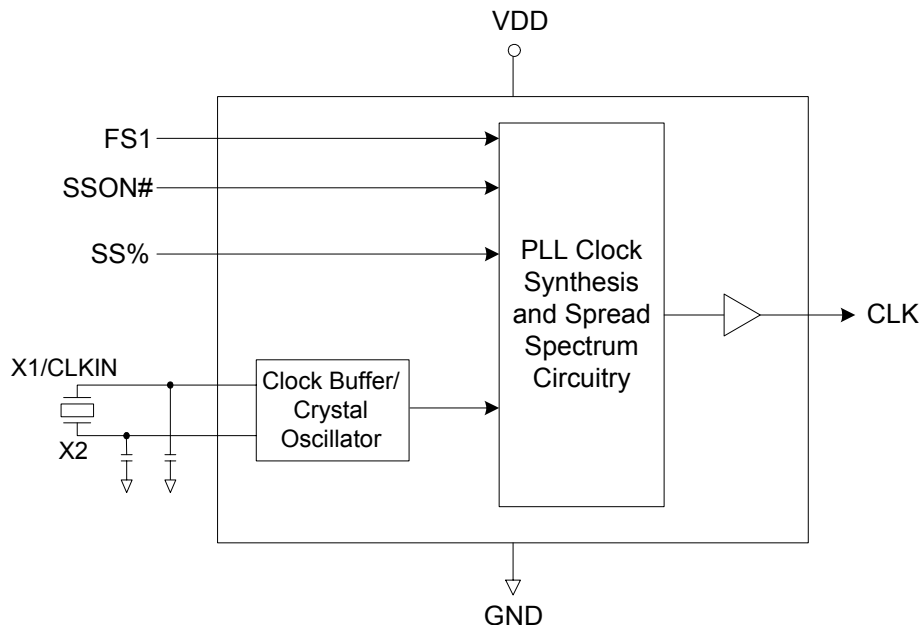 VDD
FS1
SSON#
SS%
PLL Clock
Synthesis
and Spread
Spectrum
Circuitry
CLK
X1/CLKIN
X2
Clock Buffer/
Crystal
Oscillator
GND